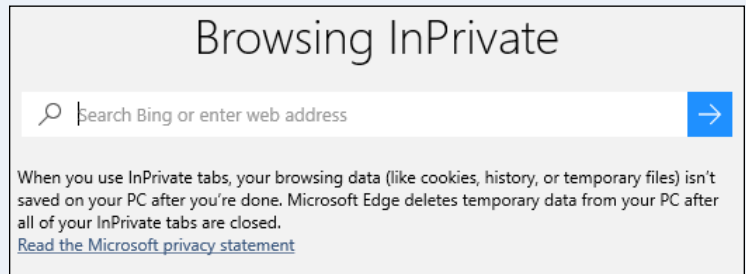 Browsing InPrivate
Search Bing or enter web address
When you use InPrivate tabs, your browsing data (like cookies, history, or temporary files) isn't
saved on your PC after you're done. Microsoft Edge deletes temporary data from your PC after
all of your InPrivate tabs are closed.
Read the Microsoft privacy statement